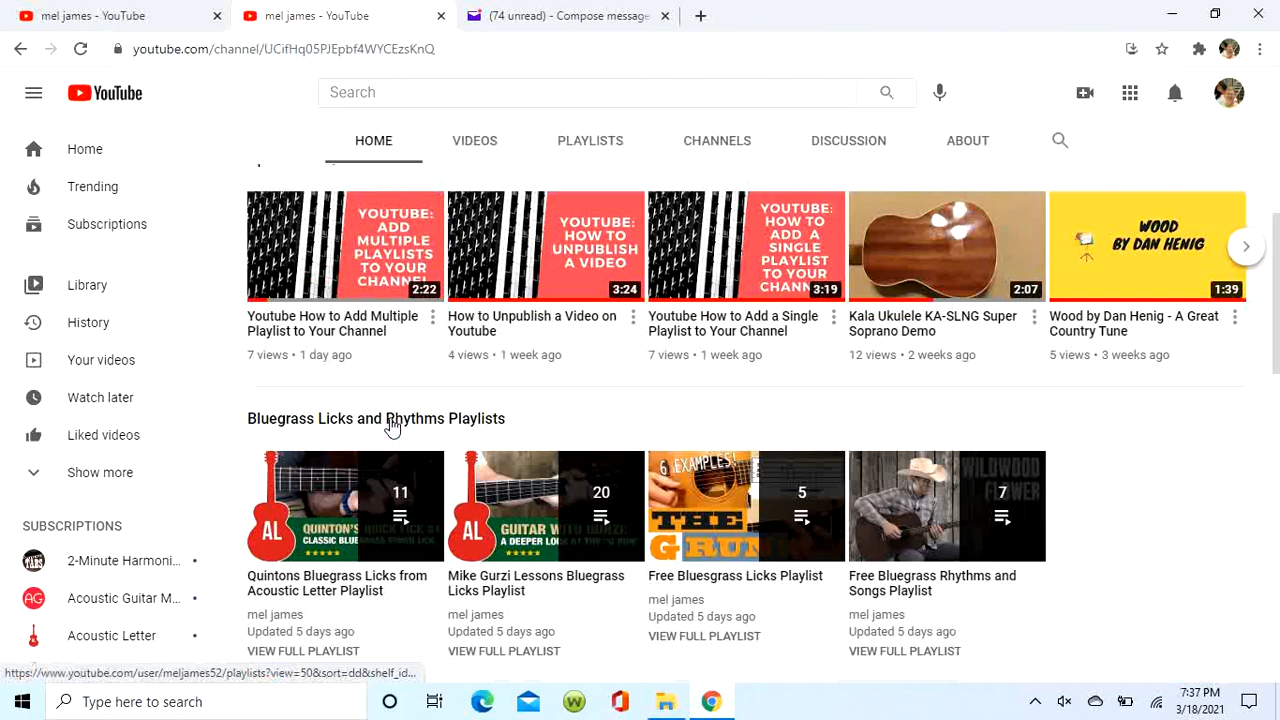 mel james - YouTube
mel james - YouTube
(74 unread) - Compose message
youtube.com/channel/UCifHq05PJEpbf4WYCEzsKnQ
YouTube
Search
HOME
VIDEOS
PLAYLISTS
CHANNELS
DISCUSSION
ABOUT
Home
Trending
Subscriptions
Library
History
Your videos
Watch later
Liked videos
Show more
SUBSCRIPTIONS
2-Minute Harmoni...
Acoustic Guitar M...
Acoustic Letter
YOUTUBE:
ADD
MULTIPLE
PLAYLISTS
TO YOUR
CHANNEL
2:22
Youtube How to Add Multiple
Playlist to Your Channel
7 views • 1 day ago
YOUTUBE:
HOW TO
UNPUBLISH
A VIDEO
3:24
How to Unpublish a Video on
Youtube
4 views • 1 week ago
YOUTUBE:
HOW TO
ADD A
SINGLE
PLAYLIST
TO YOUR
3:19
Youtube How to Add a Single
Playlist to Your Channel
7 views • 1 week ago
2:07
Kala Ukulele KA-SLNG Super
Soprano Demo
12 views • 2 weeks ago
WOOD
BY DAN HENIG
1:39
Wood by Dan Henig - A Great
Country Tune
5 views • 3 weeks ago
Bluegrass Licks and Rhythms Playlists
AL
QUINTON'S
CLASSIC BLUE
11
Quintons Bluegrass Licks from
Acoustic Letter Playlist
mel james
Updated 5 days ago
VIEW FULL PLAYLIST
AL
GUITAR
A DEEPER
20
Mike Gurzi Lessons Bluegrass
Licks Playlist
mel james
Updated 5 days ago
VIEW FULL PLAYLIST
6 EXAMPLES!
THE
5
Free Bluesgrass Licks Playlist
mel james
Updated 5 days ago
VIEW FULL PLAYLIST
WILDWOOD
FLOWER
7
Free Bluegrass Rhythms and
Songs Playlist
mel james
Updated 5 days ago
VIEW FULL PLAYLIST
https://www.youtube.com/user/meljames52/playlists?view=50&sort=dd&shelf_id...
Type here to search
7:37 PM
3/18/2021